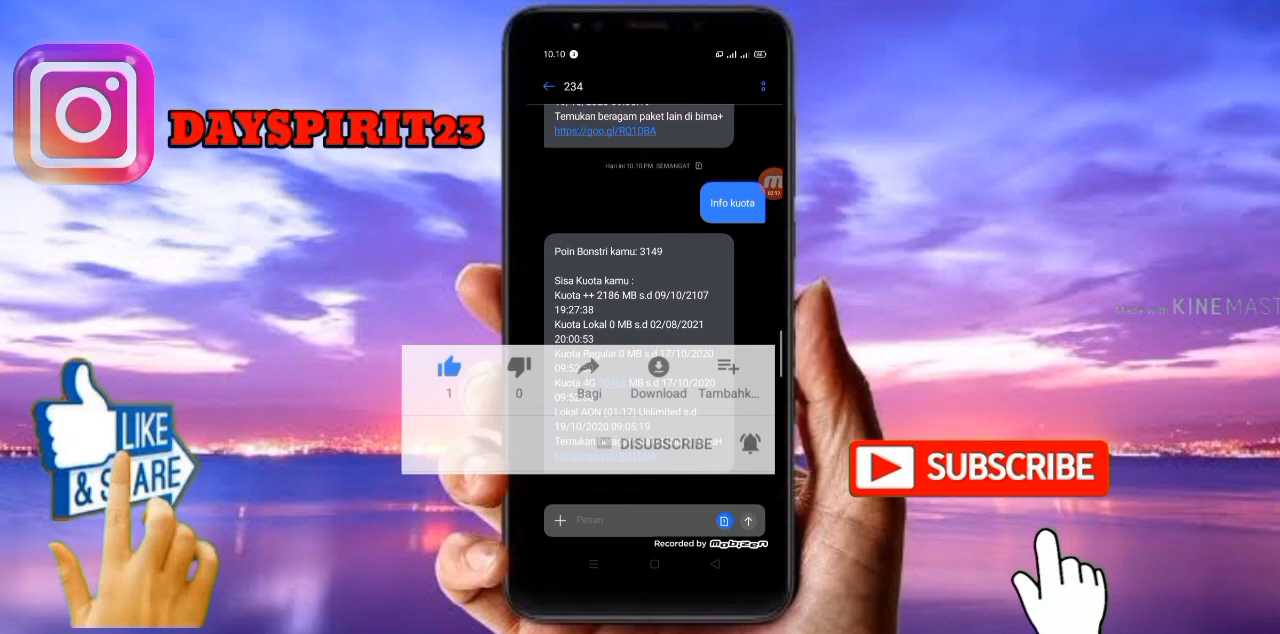 DAYSPIRIT23
10.10
234
Temukan beragam paket lain di bima+
https://goo.gl/RQ1DBA
Hari ini 10.10 PM SEMANGAT
02:12
Info kuota
Poin Bonstri kamu: 3149
Sisa Kuota kamu :
Kuota ++ 2186 MB s.d 09/10/2107
19:27:38
Kuota Lokal 0 MB s.d 02/08/2021
20:00:53
Kuota Regular 0 MB s.d 17/10/2020
Kuota 4G MB s.d 17/10/2020
Lokal AON (01-17) Unlimited s.d
19/10/2020 09:05:19
Temukan bima+
1
0
Bagi
Download
Tambahk...
DISUBSCRIBE
Pesan
Recorded by mobizen
LIKE
& SHARE
SUBSCRIBE
Made with KINEMAST